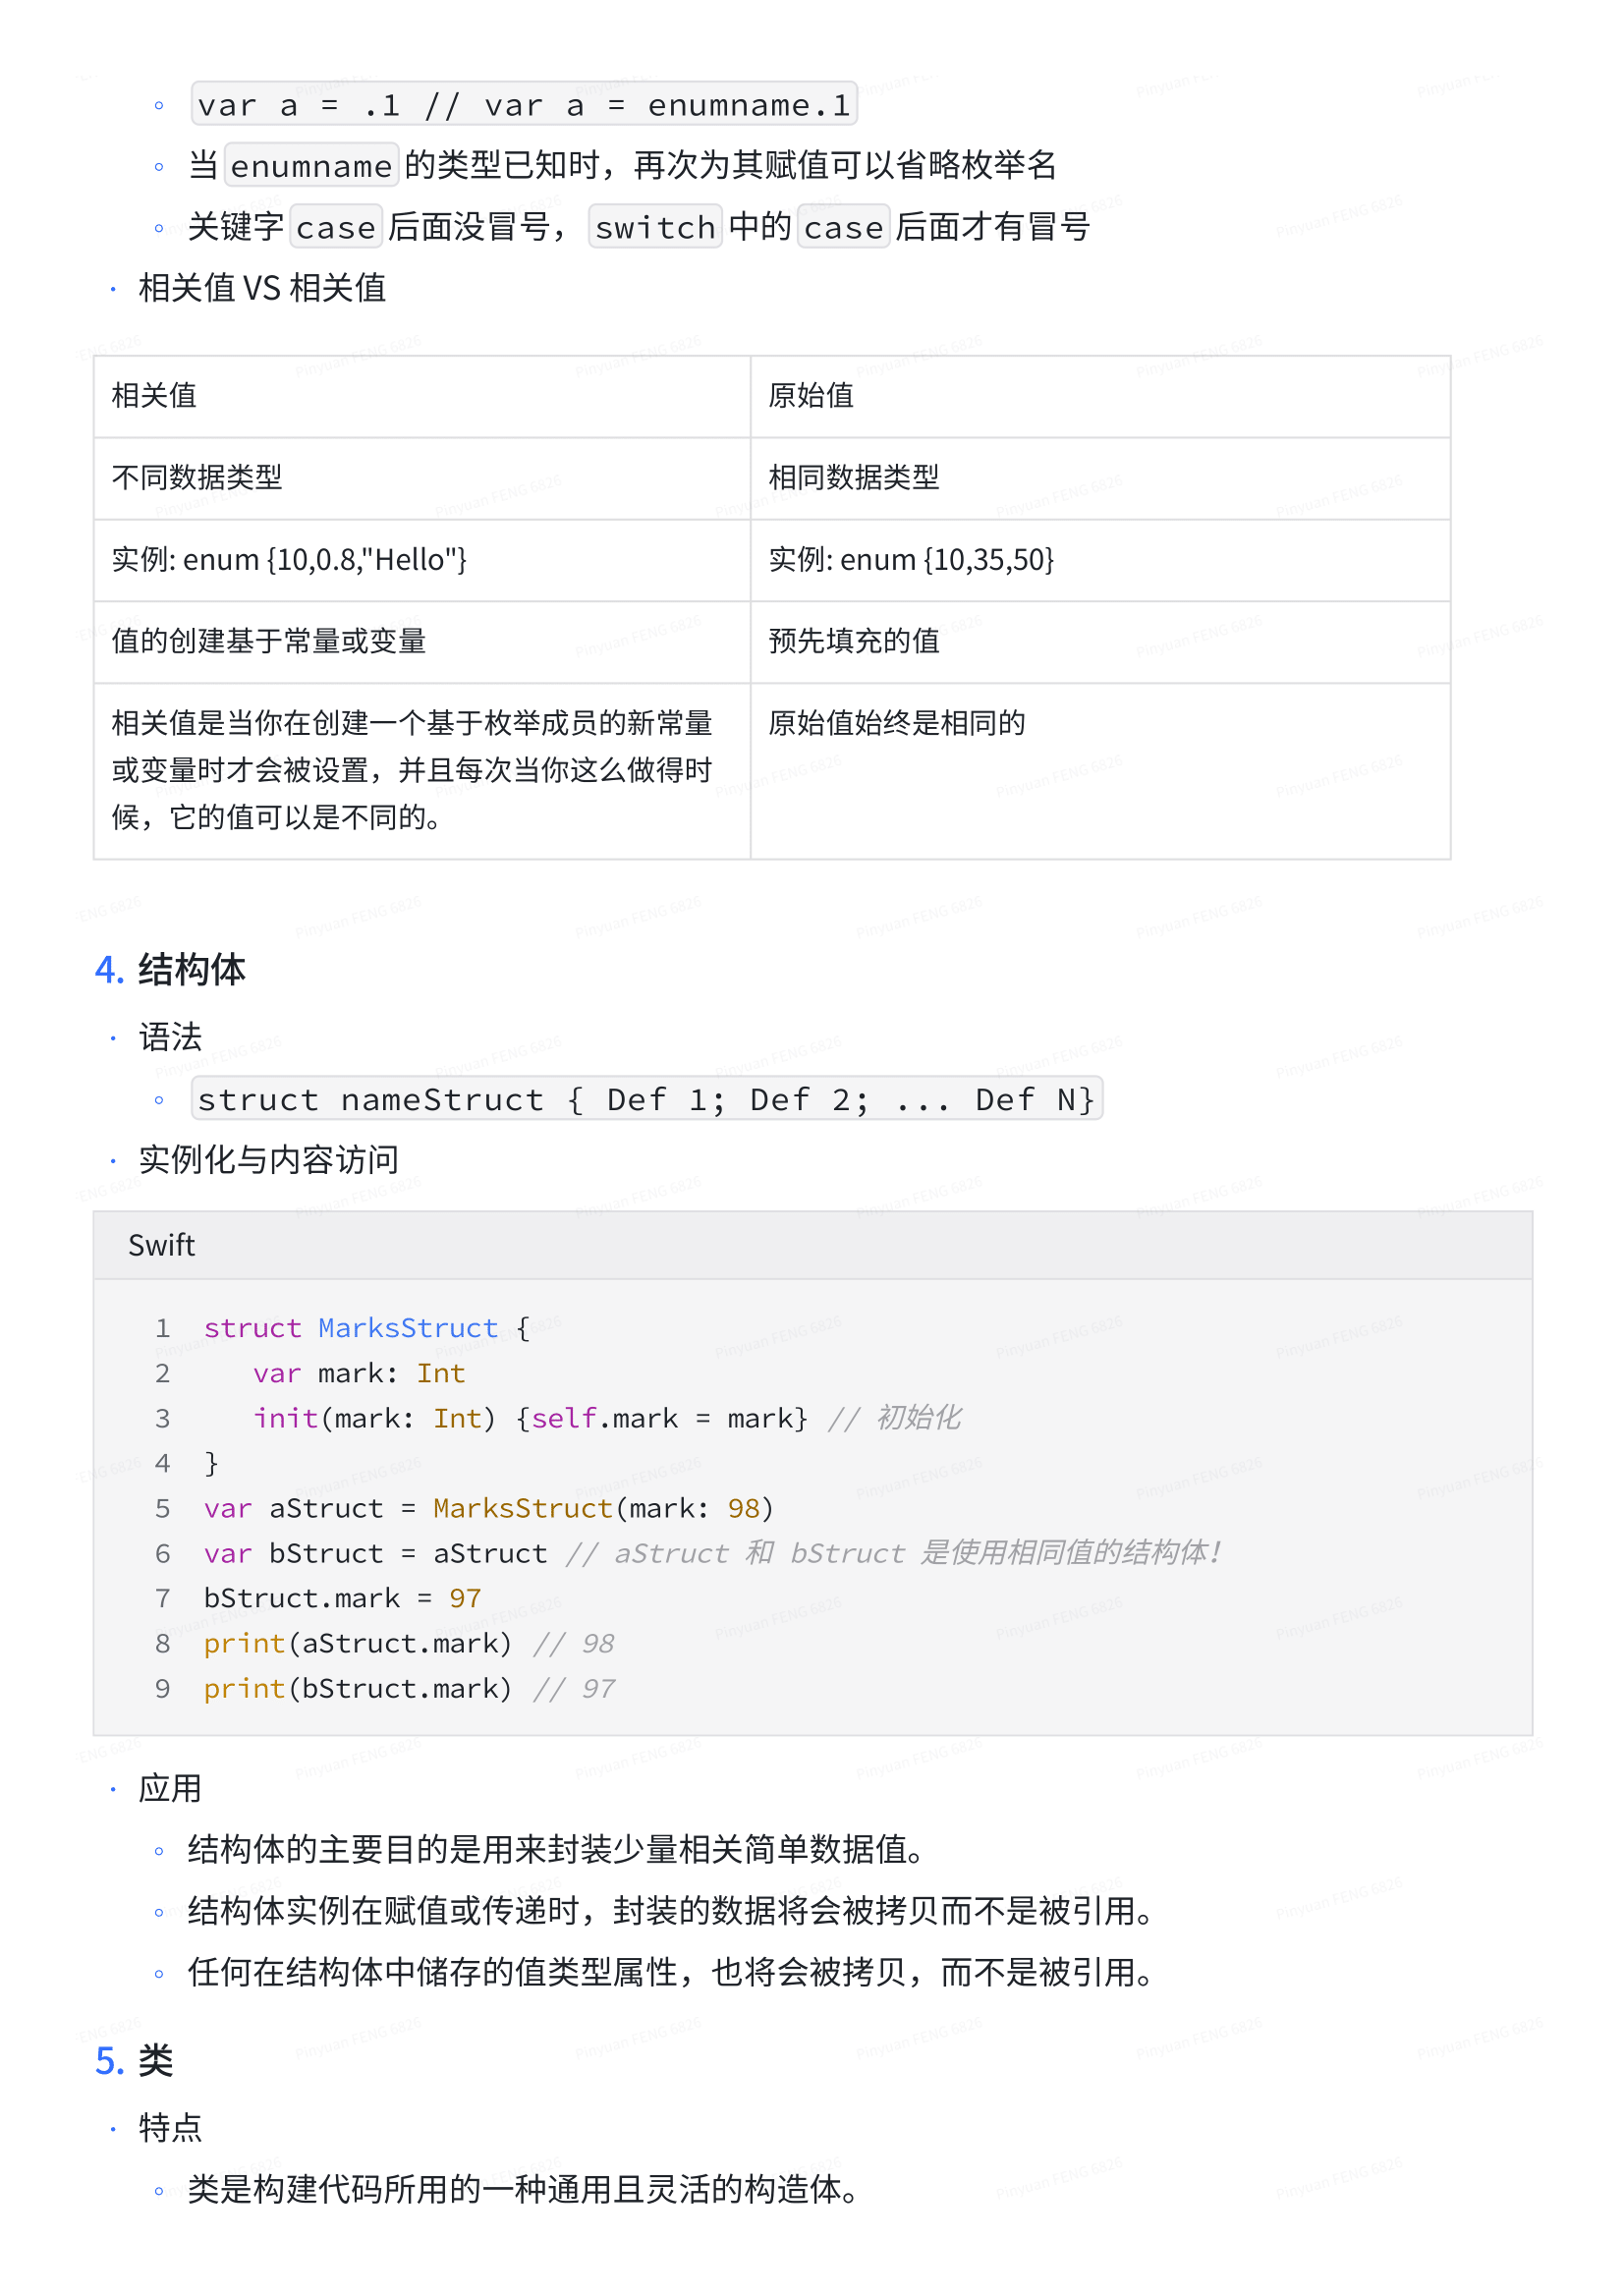 var a = .1 // var a = enumname.1
当 enumname 的类型已知时，再次为其赋值可以省略枚举名
关键字 case 后面没冒号， switch 中的 case 后面才有冒号
相关值 VS 相关值
相关值
原始值
不同数据类型
相同数据类型
实例: enum {10,0.8,"Hello"}
实例: enum {10,35,50}
值的创建基于常量或变量
预先填充的值
相关值是当你在创建一个基于枚举成员的新常量
或变量时才会被设置，并且每次当你这么做得时
候，它的值可以是不同的。
原始值始终是相同的
4. 结构体
语法
struct nameStruct { Def 1; Def 2; ... Def N}
实例化与内容访问
Swift
1 struct MarksStruct {
2    var mark: Int
3    init(mark: Int) {self.mark = mark} // 初始化
4 }
5 var aStruct = MarksStruct(mark: 98)
6 var bStruct = aStruct // aStruct 和 bStruct 是使用相同值的结构体！
7 bStruct.mark = 97
8 print(aStruct.mark) // 98
9 print(bStruct.mark) // 97
应用
结构体的主要目的是用来封装少量相关简单数据值。
结构体实例在赋值或传递时，封装的数据将会被拷贝而不是被引用。
任何在结构体中储存的值类型属性，也将会被拷贝，而不是被引用。
5. 类
特点
类是构建代码所用的一种通用且灵活的构造体。
Pinyuan FENG 6826